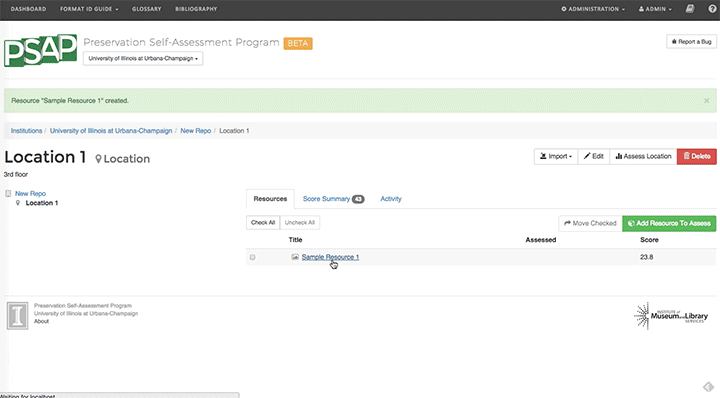 DASHBOARD FORMAT ID GUIDE GLOSSARY BIBLIOGRAPHY ADMINISTRATION ADMIN
PSAP
Preservation Self-Assessment Program BETA
Report a Bug
University of Illinois at Urbana-Champaign
Resource "Sample Resource 1" created. ×
Institutions / University of Illinois at Urbana-Champaign / New Repo / Location 1
Location 1 Location
Import Edit Assess Location Delete
3rd floor
New Repo
Location 1
Resources Score Summary 43 Activity
Check All Uncheck All Move Checked Add Resource To Assess
Title Assessed Score
Sample Resource 1 23.8
Preservation Self-Assessment Program
University of Illinois at Urbana-Champaign
About
INSTITUTE of
Museum and Library
SERVICES
Waiting for localhost